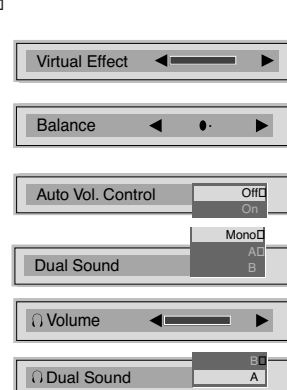 Virtual Effect
Balance
Auto Vol. Control
Off
On
Mono
A
B
Dual Sound
Volume
B
A
Dual Sound